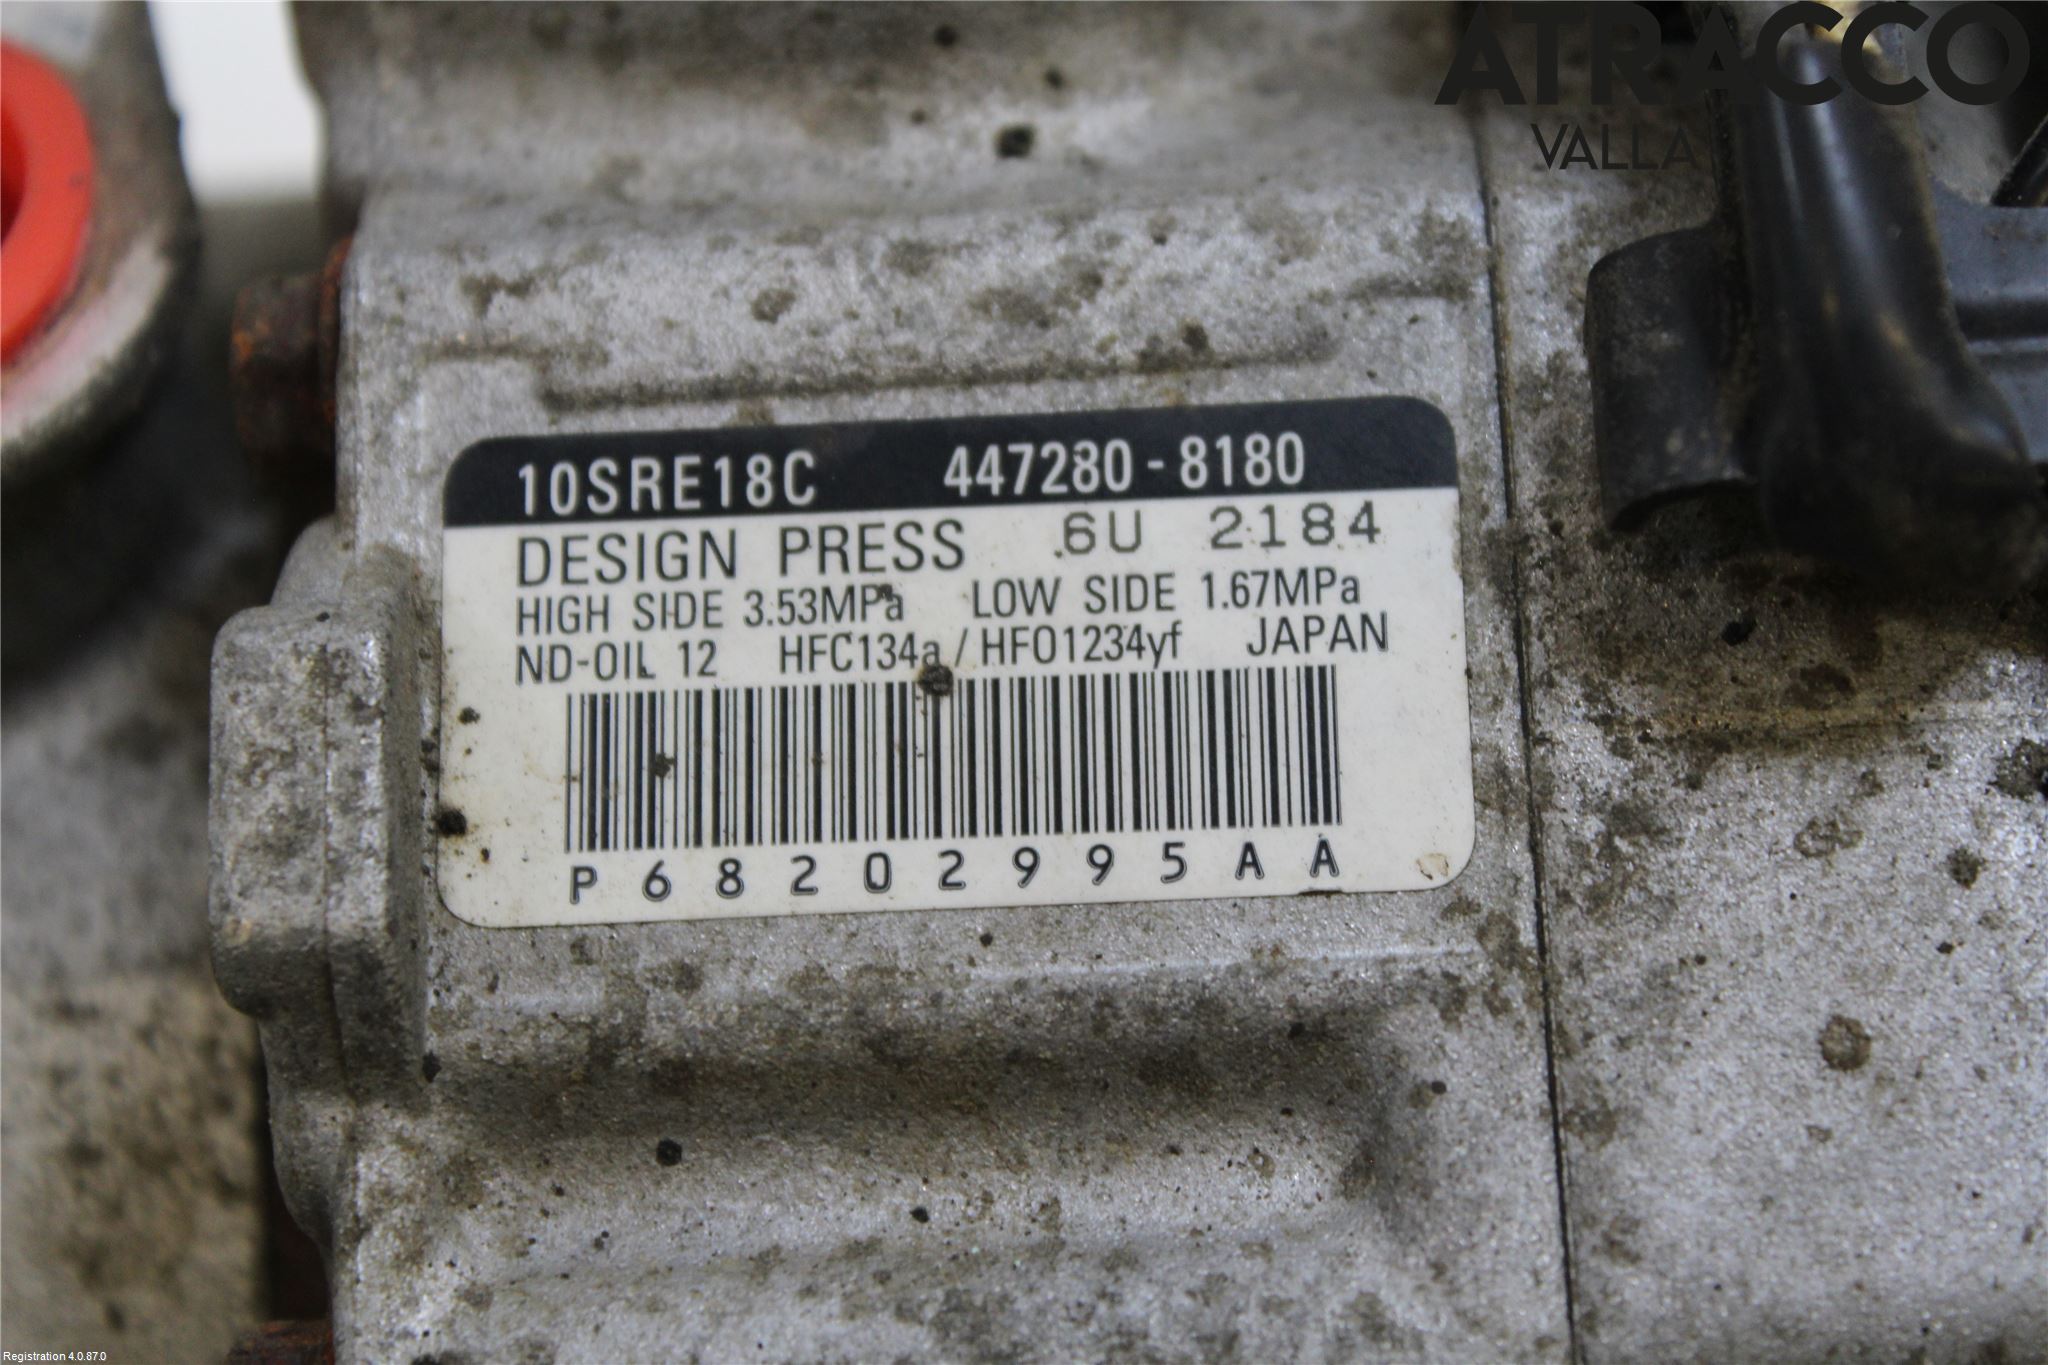 ATRACCO
VALLA
10SRE18C 447280-8180
DESIGN PRESS 6U 2184
HIGH SIDE 3.53MPa LOW SIDE 1.67MPa
ND-OIL 12 HFC134a / HFO1234yf JAPAN
P68202995AA
Registration 4.0.87.0